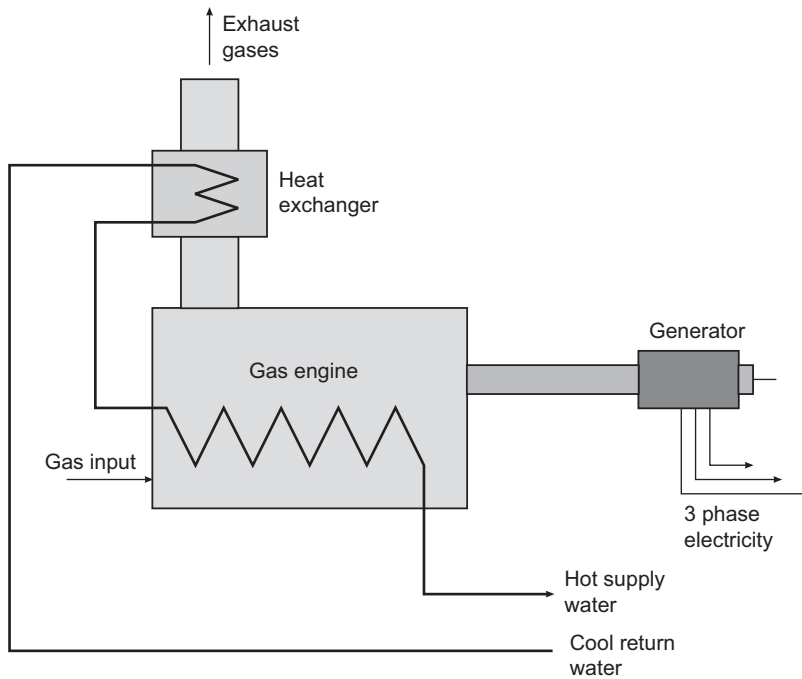 Exhaust
gases
Heat
exchanger
Generator
Gas engine
Gas input
3 phase
electricity
Hot supply
water
Cool return
water